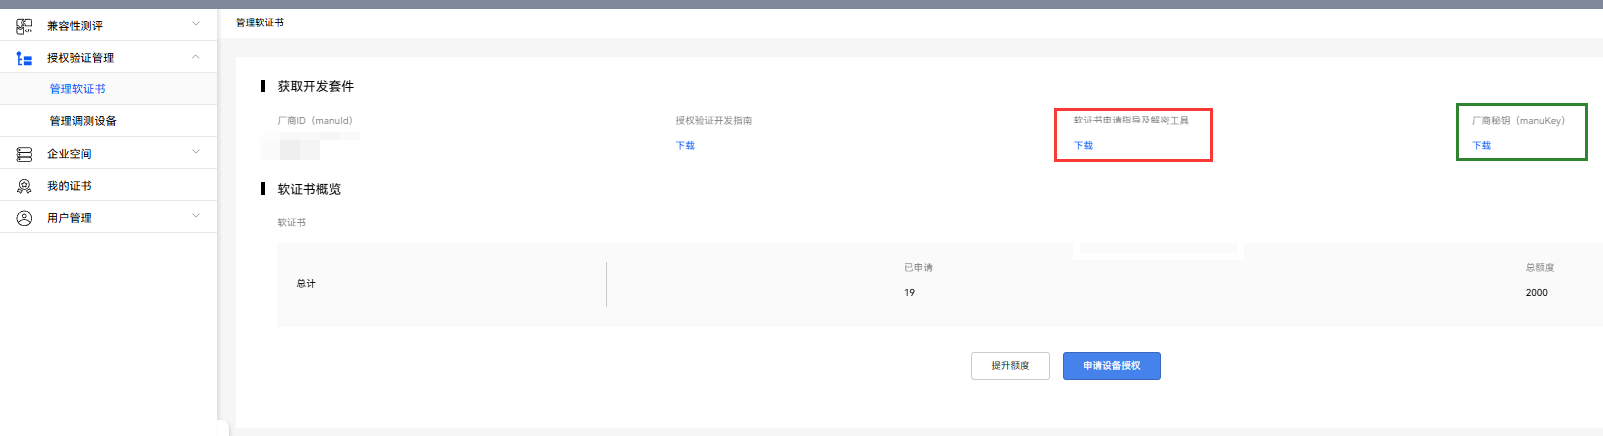 兼容性测评
授权验证管理
管理软证书
管理调测设备
企业空间
我的证书
用户管理
管理软证书
获取开发套件
厂商ID（manuId）
授权验证开发指南
下载
软证书申请指导及解密工具
下载
厂商秘钥（manuKey）
下载
软证书概览
软证书
总计
已申请
19
总额度
2000
提升额度
申请设备授权